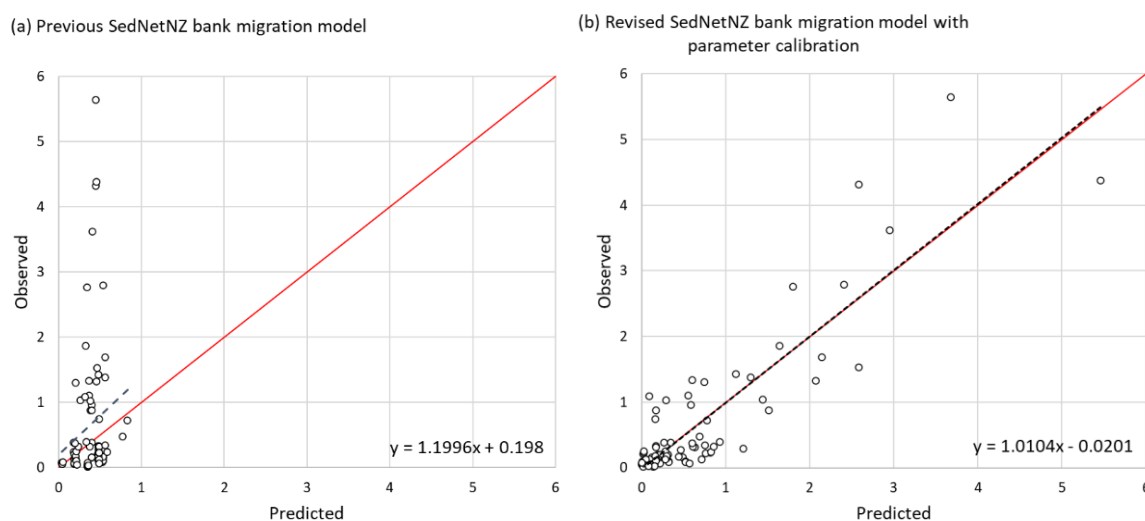 (a) Previous SedNetNZ bank migration model
6
5
4
3
2
1
0
Observed
0 1 2 3 4 5 6
Predicted
y = 1.1996x + 0.198
(b) Revised SedNetNZ bank migration model with
parameter calibration
6
5
4
3
2
1
0
Observed
0 1 2 3 4 5 6
Predicted
y = 1.0104x - 0.0201